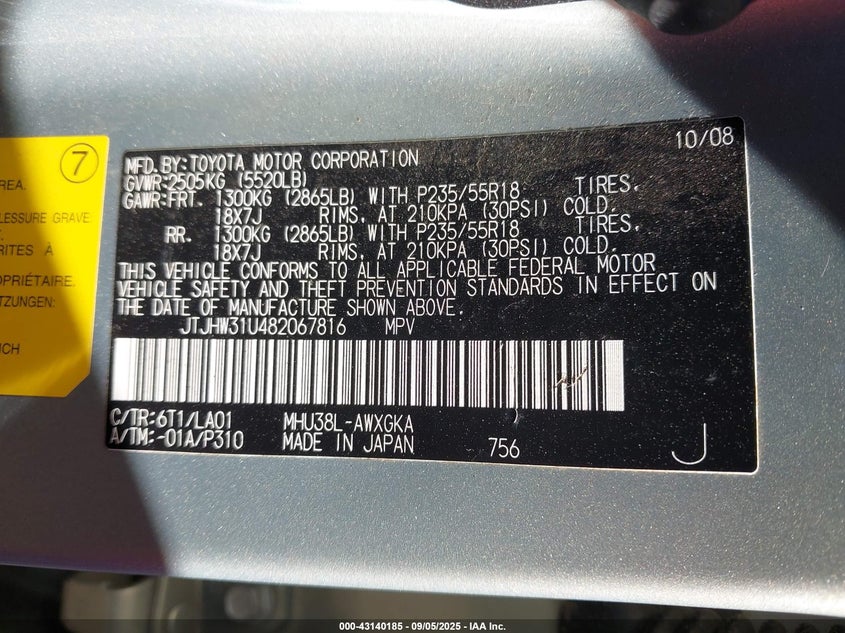 7
REA.
LESSURE GRAVE
RITES À
OPRIÉTAIRE.
TZUNGEN:
ICH
10/08
MFD. BY: TOYOTA MOTOR CORPORATION
GVWR-2505KG (5520LB)
GAWR-FRT. 1300KG (2865LB) WITH P235/55R18 TIRES,
18X7J RIMS, AT 210KPA (30PSI) COLD.
RR. 1300KG (2865LB) WITH P235/55R18 TIRES,
18X7J RIMS, AT 210KPA (30PSI) COLD.
THIS VEHICLE CONFORMS TO ALL APPLICABLE FEDERAL MOTOR
VEHICLE SAFETY AND THEFT PREVENTION STANDARDS IN EFFECT ON
THE DATE OF MANUFACTURE SHOWN ABOVE.
JTJHW31U482067816 MPV
C/TR:6T1/LA01 MHU38L-AWXGKA
A/TM:-01A/P310 MADE IN JAPAN 756 J
000-43140185 - 09/05/2025 - IAA Inc.